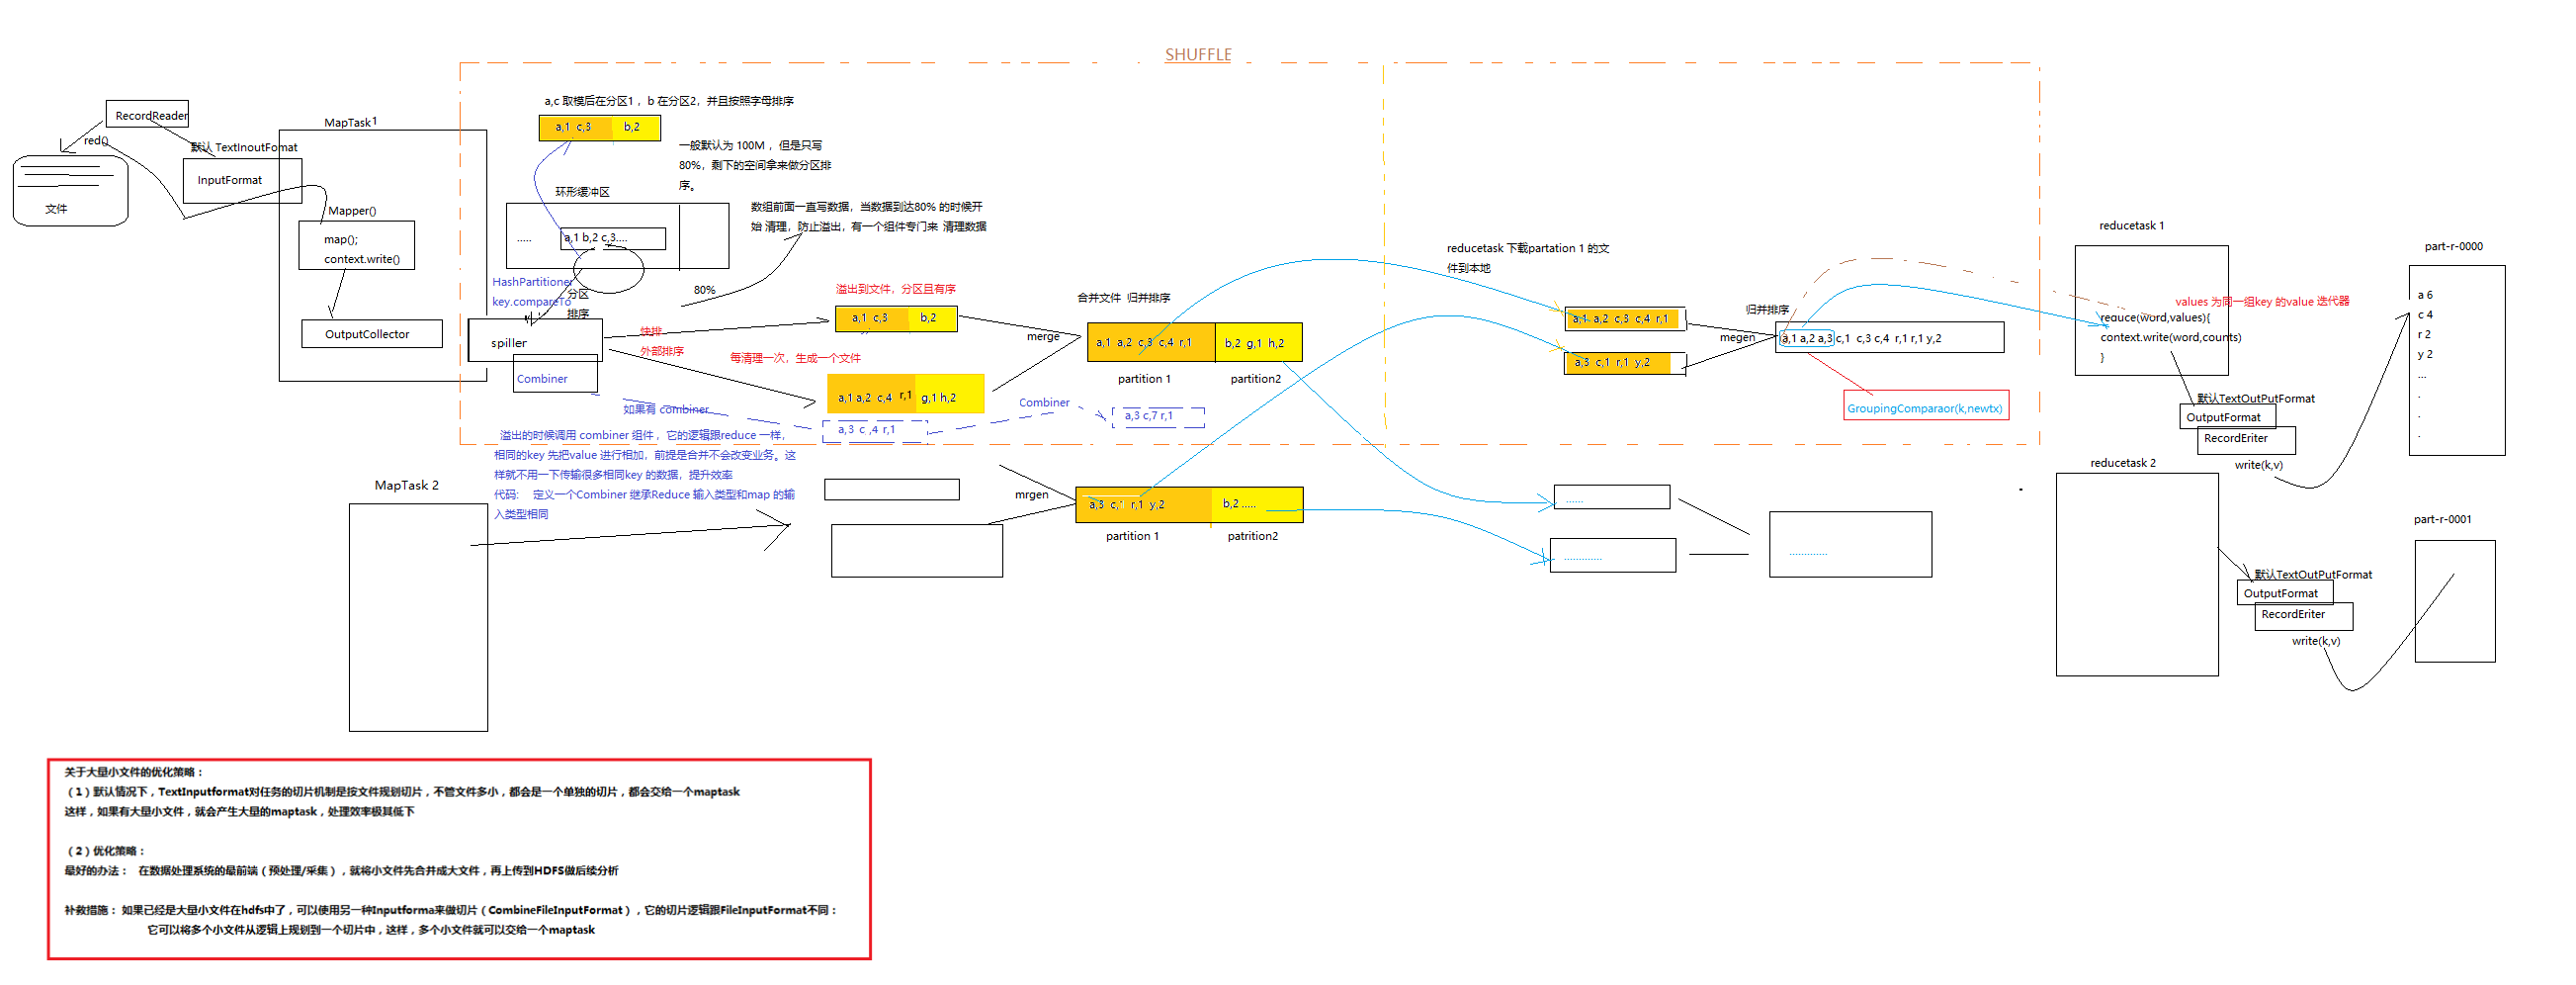 SHUFFLE
RecordReader
red()
文件
默认 TextInoutFomat
InputFormat
MapTask1
Mapper()
map();
context.write()
OutputCollector
a,c 取模后在分区1 ，b 在分区2，并且按照字母排序
a,1 c,3 b,2
一般默认为 100M ，但是只写
80%，剩下的空间拿来做分区排
序。
环形缓冲区
..... a,1 b,2 c,3....
数组前面一直写数据，当数据到达80% 的时候开
始 清理，防止溢出，有一个组件专门来 清理数据
80%
HashPartitioner
key.compareTo
分区
排序
spiller
Combiner
快排
外部排序
溢出到文件，分区且有序
a,1 c,3 b,2
每清理一次，生成一个文件
a,1 a,2 c,4 r,1 g,1 h,2
如果有 combiner
a,3 c ,4 r,1
Combiner
a,3 c,7 r,1
溢出的时候调用 combiner 组件 ，它的逻辑跟reduce 一样，
相同的key 先把value 进行相加，前提是合并不会改变业务。这
样就不用一下传输很多相同key 的数据，提升效率
代码： 定义一个Combiner 继承Reduce 输入类型和map 的输
入类型相同
合并文件 归并排序
merge
a,1 a,2 c,3 c,4 r,1 b,2 g,1 h,2
partition 1 partition2
MapTask 2
mrgen
a,3 c,1 r,1 y,2 b,2 .....
partition 1 patrition2
reducetask 下载partation 1 的文
件到本地
a,1 a,2 c,3 c,4 r,1
a,3 c,1 r,1 y,2
megen
归并排序
a,1 a,2 a,3 c,1 c,3 c,4 r,1 r,1 y,2
GroupingComparaor(k,newtx)
......
.............
.............
reducetask 1
values 为同一组key 的value 迭代器
reduce(word,values){
context.write(word,counts)
}
默认TextOutPutFormat
OutputFormat
RecordEriter
write(k,v)
part-r-0000
a 6
c 4
r 2
y 2
...
.
.
.
reducetask 2
默认TextOutPutFormat
OutputFormat
RecordEriter
write(k,v)
part-r-0001
关于大量小文件的优化策略：
（1）默认情况下，TextInputformat对任务的切片机制是按文件规划切片，不管文件多小，都会是一个单独的切片，都会交给一个maptask
这样，如果有大量小文件，就会产生大量的maptask，处理效率极其低下
（2）优化策略：
最好的办法： 在数据处理系统的最前端（预处理/采集），就将小文件先合并成大文件，再上传到HDFS做后续分析
补救措施： 如果已经是大量小文件在hdfs中了，可以使用另一种Inputforma来做切片（CombineFileInputFormat），它的切片逻辑跟FileInputFormat不同：
它可以将多个小文件从逻辑上规划到一个切片中，这样，多个小文件就可以交给一个maptask